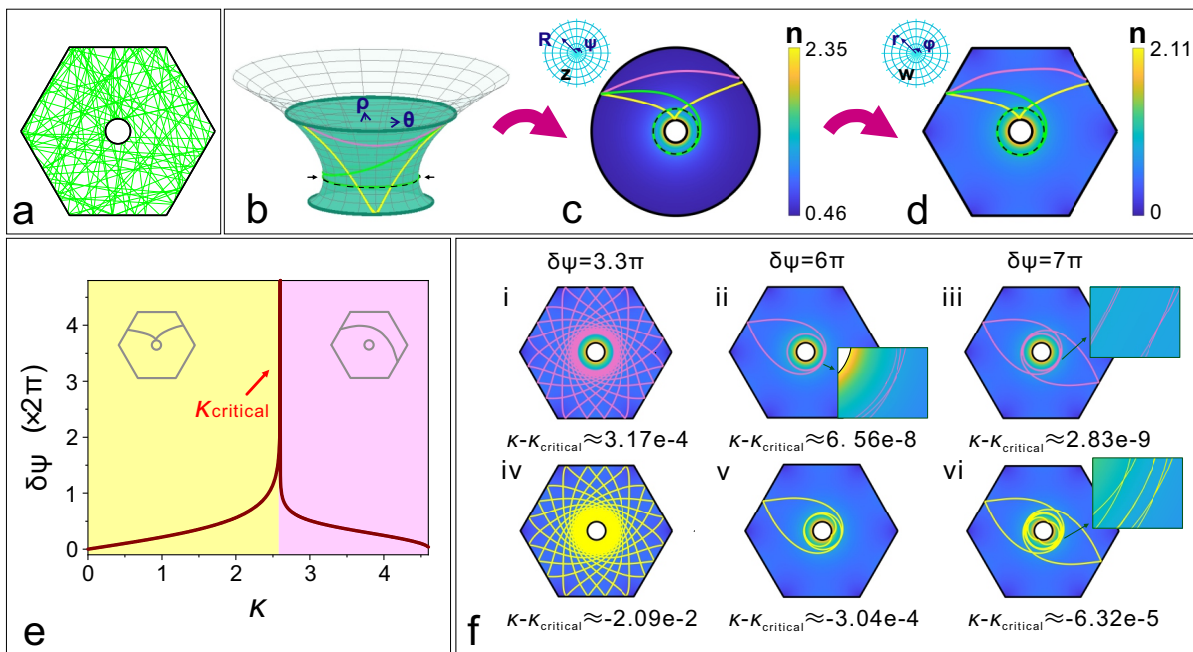 a
b
ρ
θ
c
R
ψ
z
n
2.35
0.46
d
r
φ
w
n
2.11
0
e
δψ (×2π)
4
3
2
1
0
κcritical
0
1
2
3
4
κ
f
δψ=3.3π
δψ=6π
δψ=7π
i
ii
iii
κ-κcritical≈3.17e-4
κ-κcritical≈6. 56e-8
κ-κcritical≈2.83e-9
iv
v
vi
κ-κcritical≈-2.09e-2
κ-κcritical≈-3.04e-4
κ-κcritical≈-6.32e-5